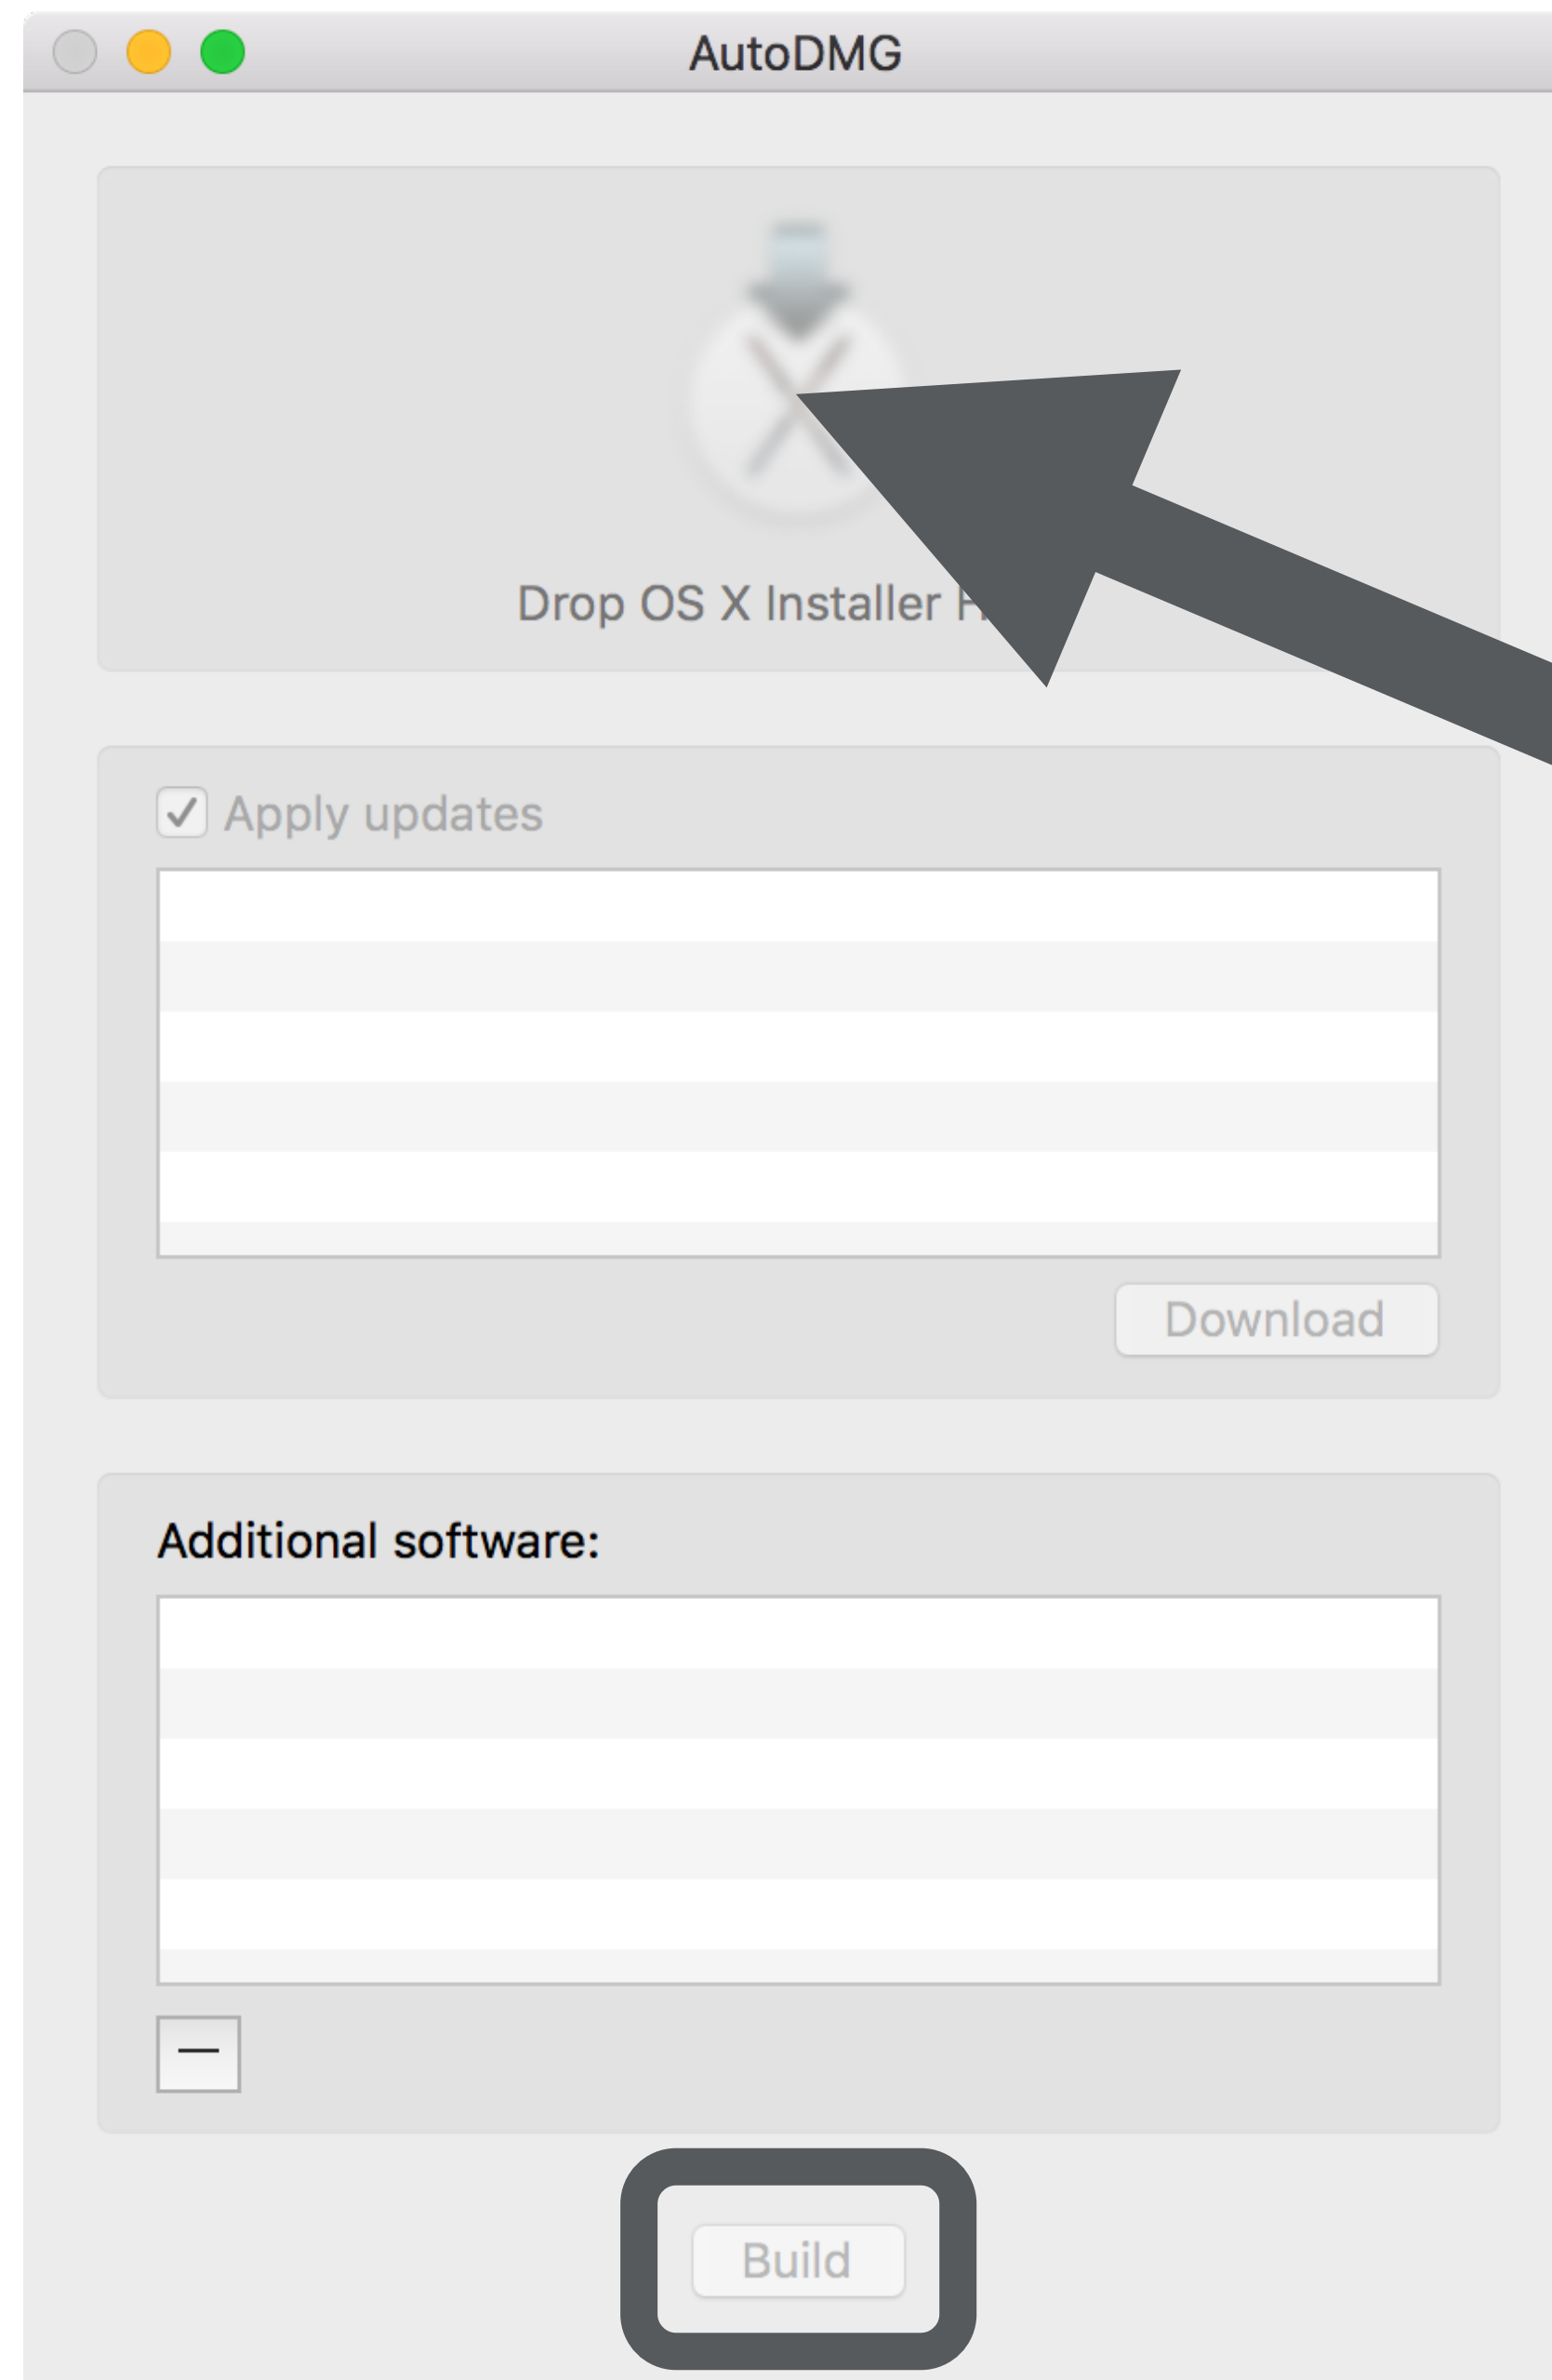 AutoDMG
Drop OS X Installer
Apply updates
Download
Additional software:
Build